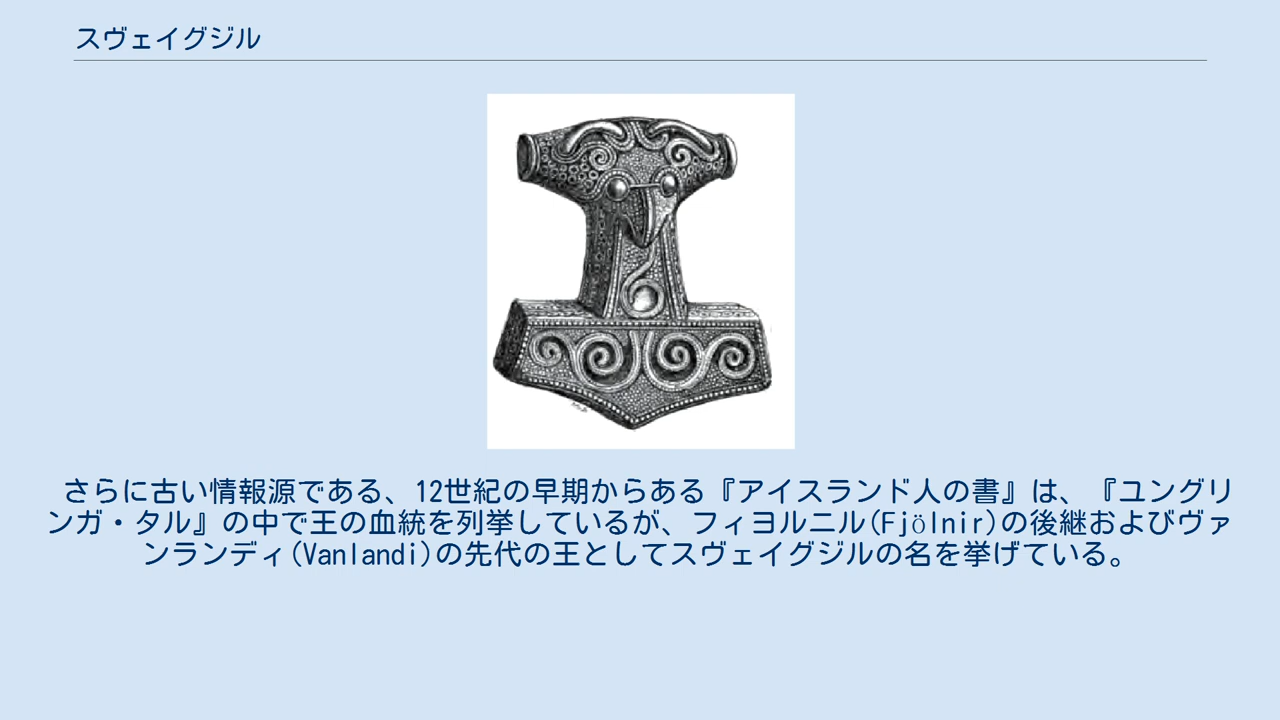 スヴェイグジル
さらに古い情報源である、12世紀の早期からある『アイスランド人の書』は、『ユングリ
ンガ・タル』の中で王の血統を列挙しているが、フィヨルニル(Fjölnir)の後継およびヴァ
ンランディ(Vanlandi)の先代の王としてスヴェイグジルの名を挙げている。